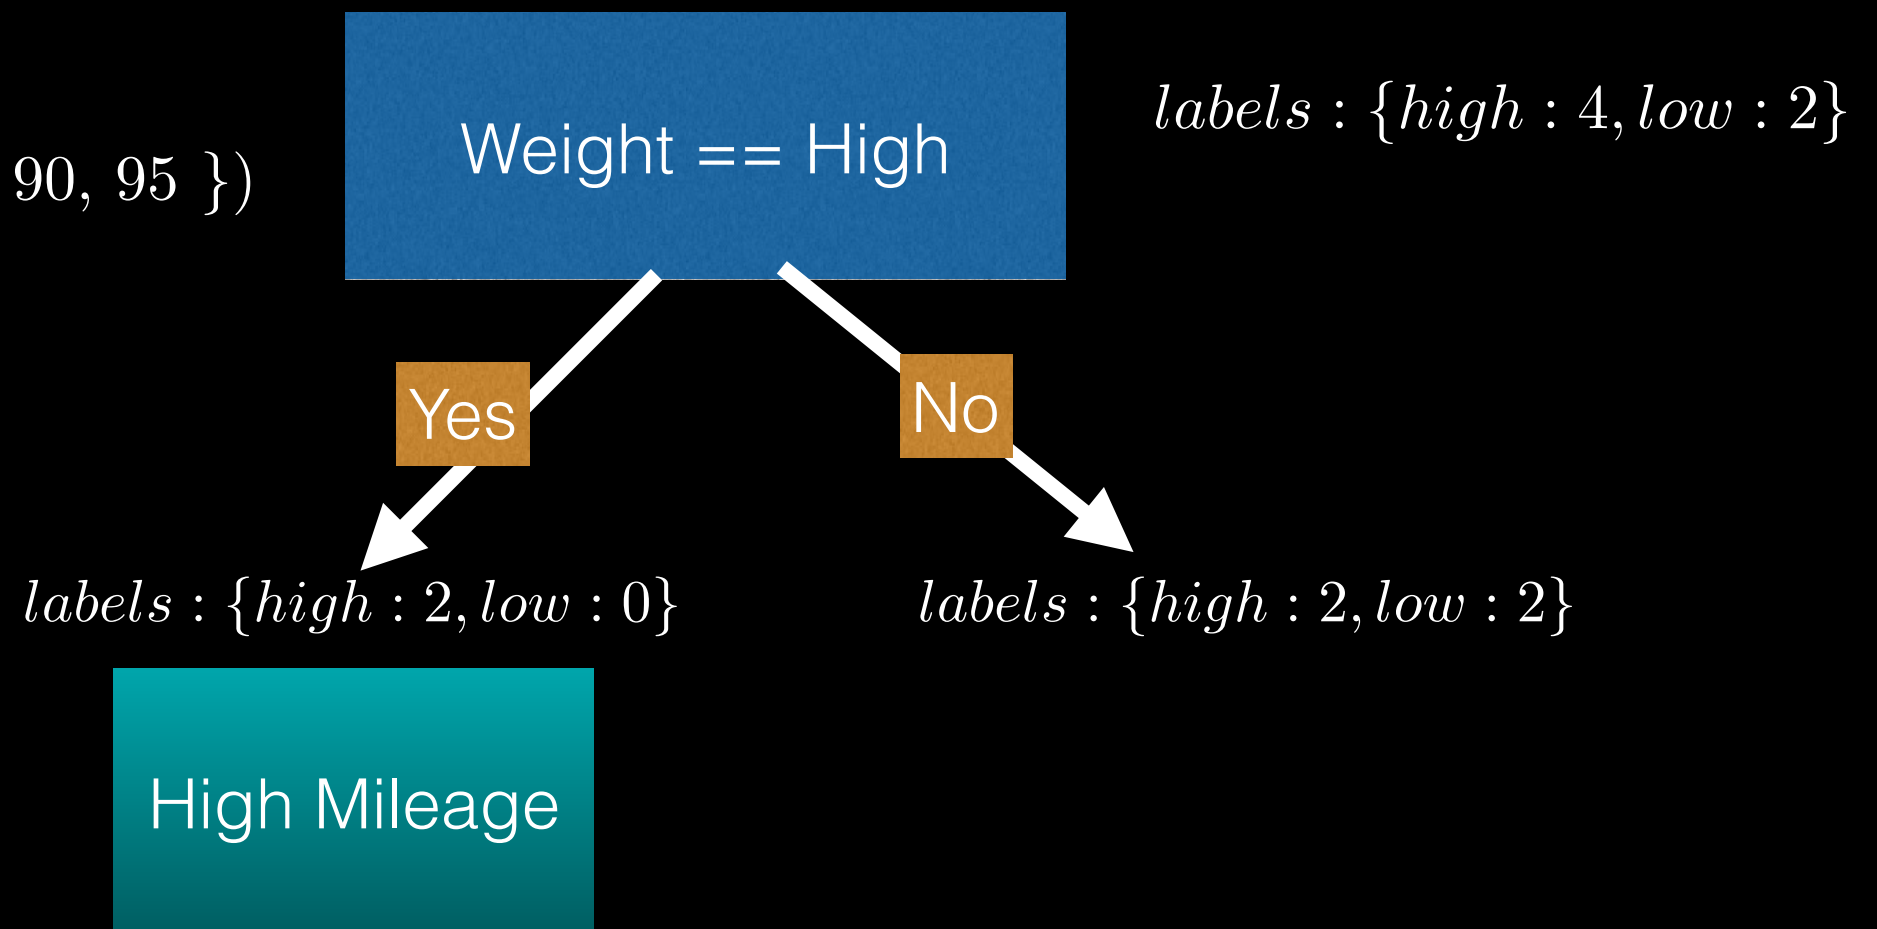 labels : {high : 4, low : 2}
90, 95 })
Weight == High
Yes
No
labels : {high : 2, low : 0}
labels : {high : 2, low : 2}
High Mileage